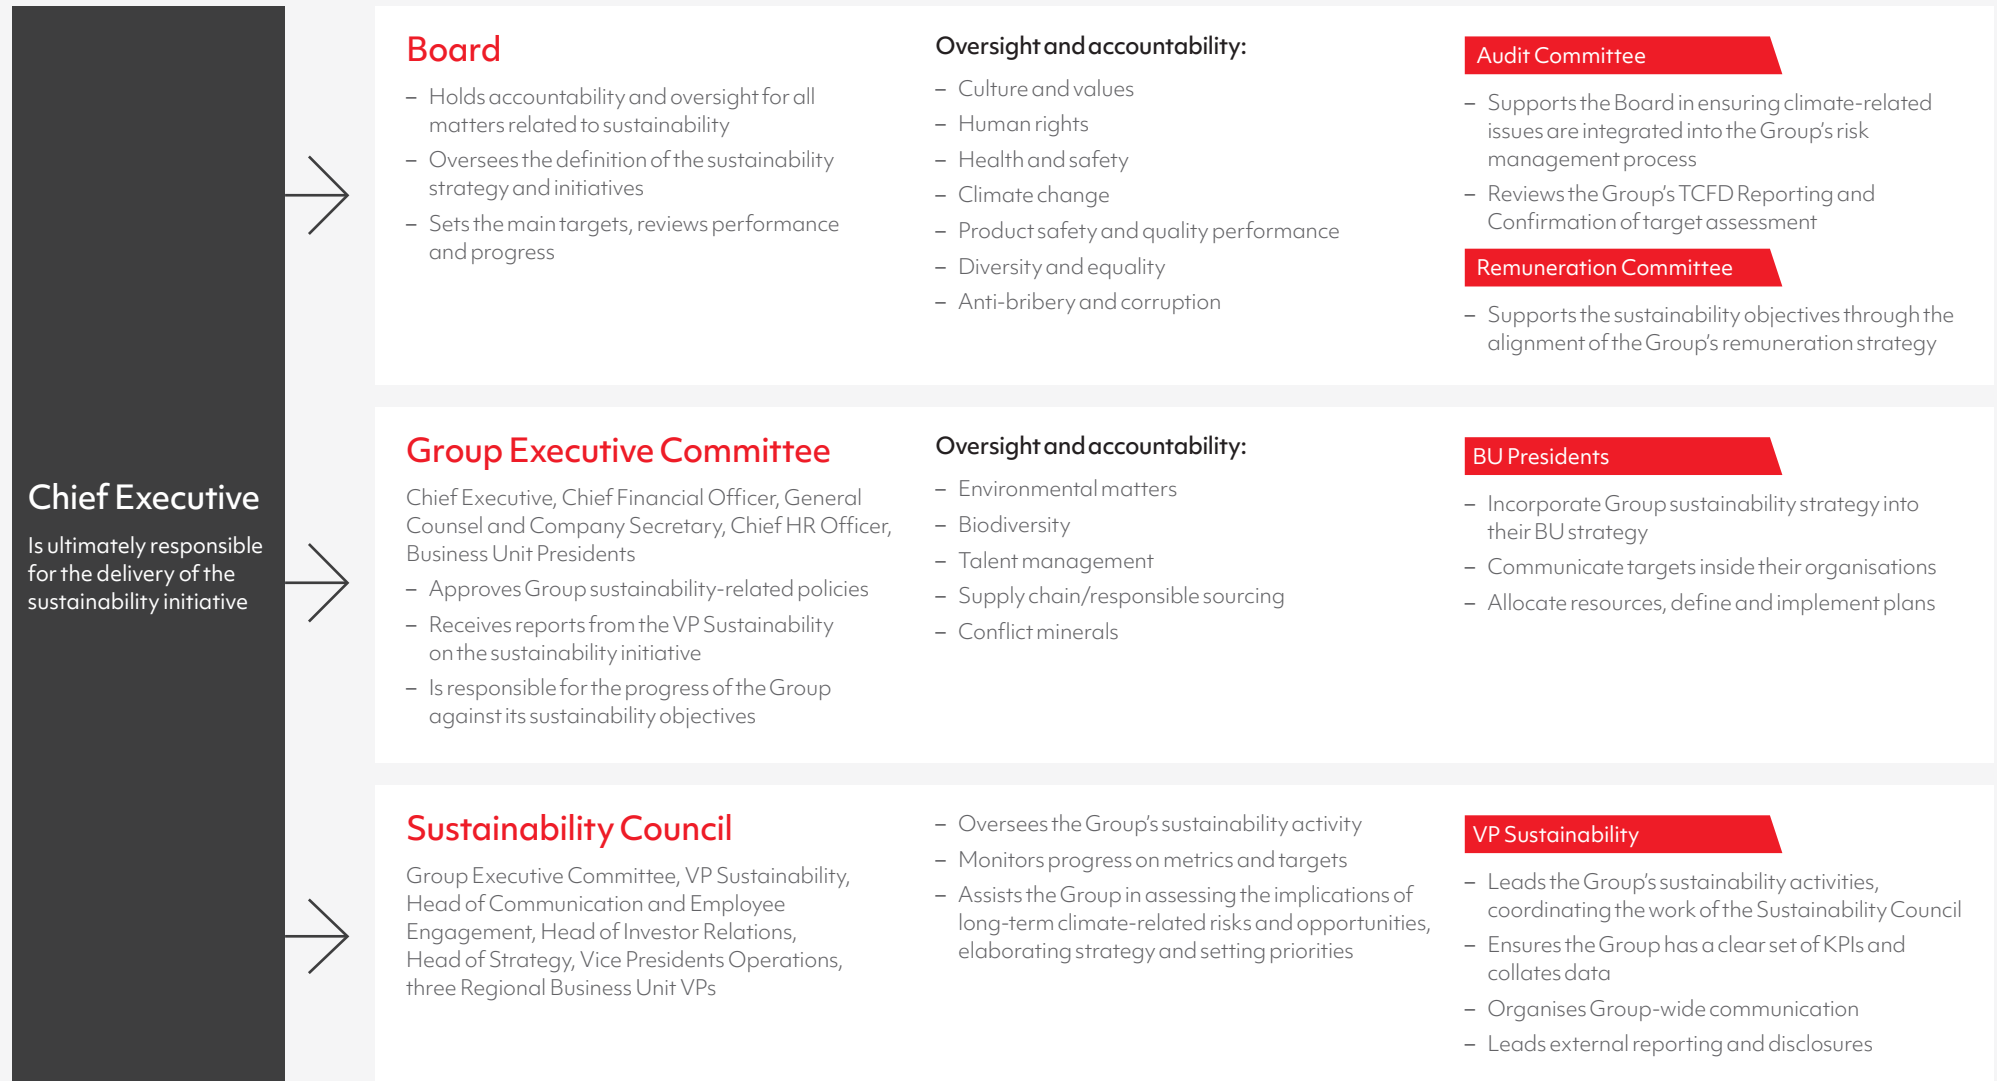 Chief Executive
Is ultimately responsible
for the delivery of the
sustainability initiative
Board
– Holds accountability and oversight for all
matters related to sustainability
– Oversees the definition of the sustainability
strategy and initiatives
– Sets the main targets, reviews performance
and progress
Oversight and accountability:
– Culture and values
– Human rights
– Health and safety
– Climate change
– Product safety and quality performance
– Diversity and equality
– Anti-bribery and corruption
Audit Committee
– Supports the Board in ensuring climate-related
issues are integrated into the Group’s risk
management process
– Reviews the Group’s TCFD Reporting and
Confirmation of target assessment
Remuneration Committee
– Supports the sustainability objectives through the
alignment of the Group’s remuneration strategy
Group Executive Committee
Chief Executive, Chief Financial Officer, General
Counsel and Company Secretary, Chief HR Officer,
Business Unit Presidents
– Approves Group sustainability-related policies
– Receives reports from the VP Sustainability
on the sustainability initiative
– Is responsible for the progress of the Group
against its sustainability objectives
Oversight and accountability:
– Environmental matters
– Biodiversity
– Talent management
– Supply chain/responsible sourcing
– Conflict minerals
BU Presidents
– Incorporate Group sustainability strategy into
their BU strategy
– Communicate targets inside their organisations
– Allocate resources, define and implement plans
Sustainability Council
Group Executive Committee, VP Sustainability,
Head of Communication and Employee
Engagement, Head of Investor Relations,
Head of Strategy, Vice Presidents Operations,
three Regional Business Unit VPs
– Oversees the Group’s sustainability activity
– Monitors progress on metrics and targets
– Assists the Group in assessing the implications of
long-term climate-related risks and opportunities,
elaborating strategy and setting priorities
VP Sustainability
– Leads the Group’s sustainability activities,
coordinating the work of the Sustainability Council
– Ensures the Group has a clear set of KPIs and
collates data
– Organises Group-wide communication
– Leads external reporting and disclosures